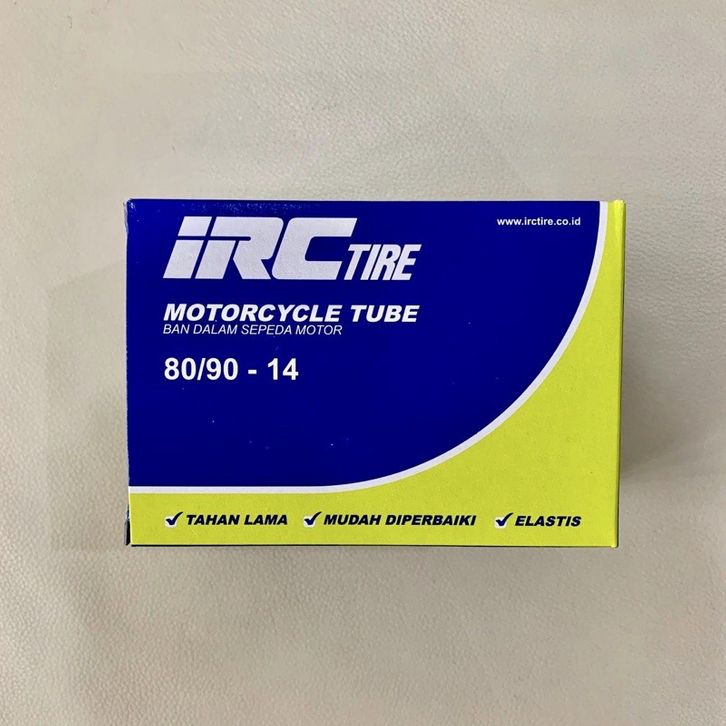 IRC TIRE
www.irctire.co.id
MOTORCYCLE TUBE
BAN DALAM SEPEDA MOTOR
80/90 - 14
TAHAN LAMA MUDAH DIPERBAIKI ELASTIS